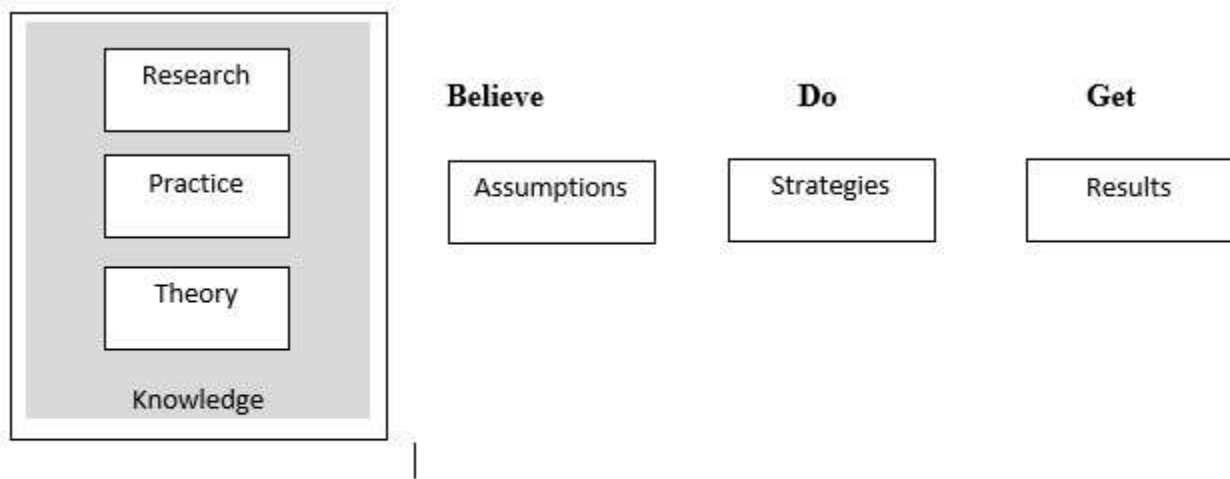 Research
Practice
Theory
Knowledge
Believe
Do
Get
Assumptions
Strategies
Results